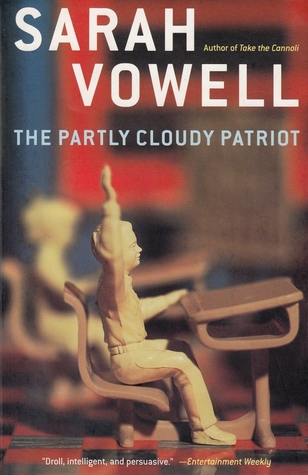 SARAH
Author of Take the Cannoli
VOWELL
THE PARTLY CLOUDY PATRIOT
"Droll, intelligent, and persuasive." —Entertainment Weekly